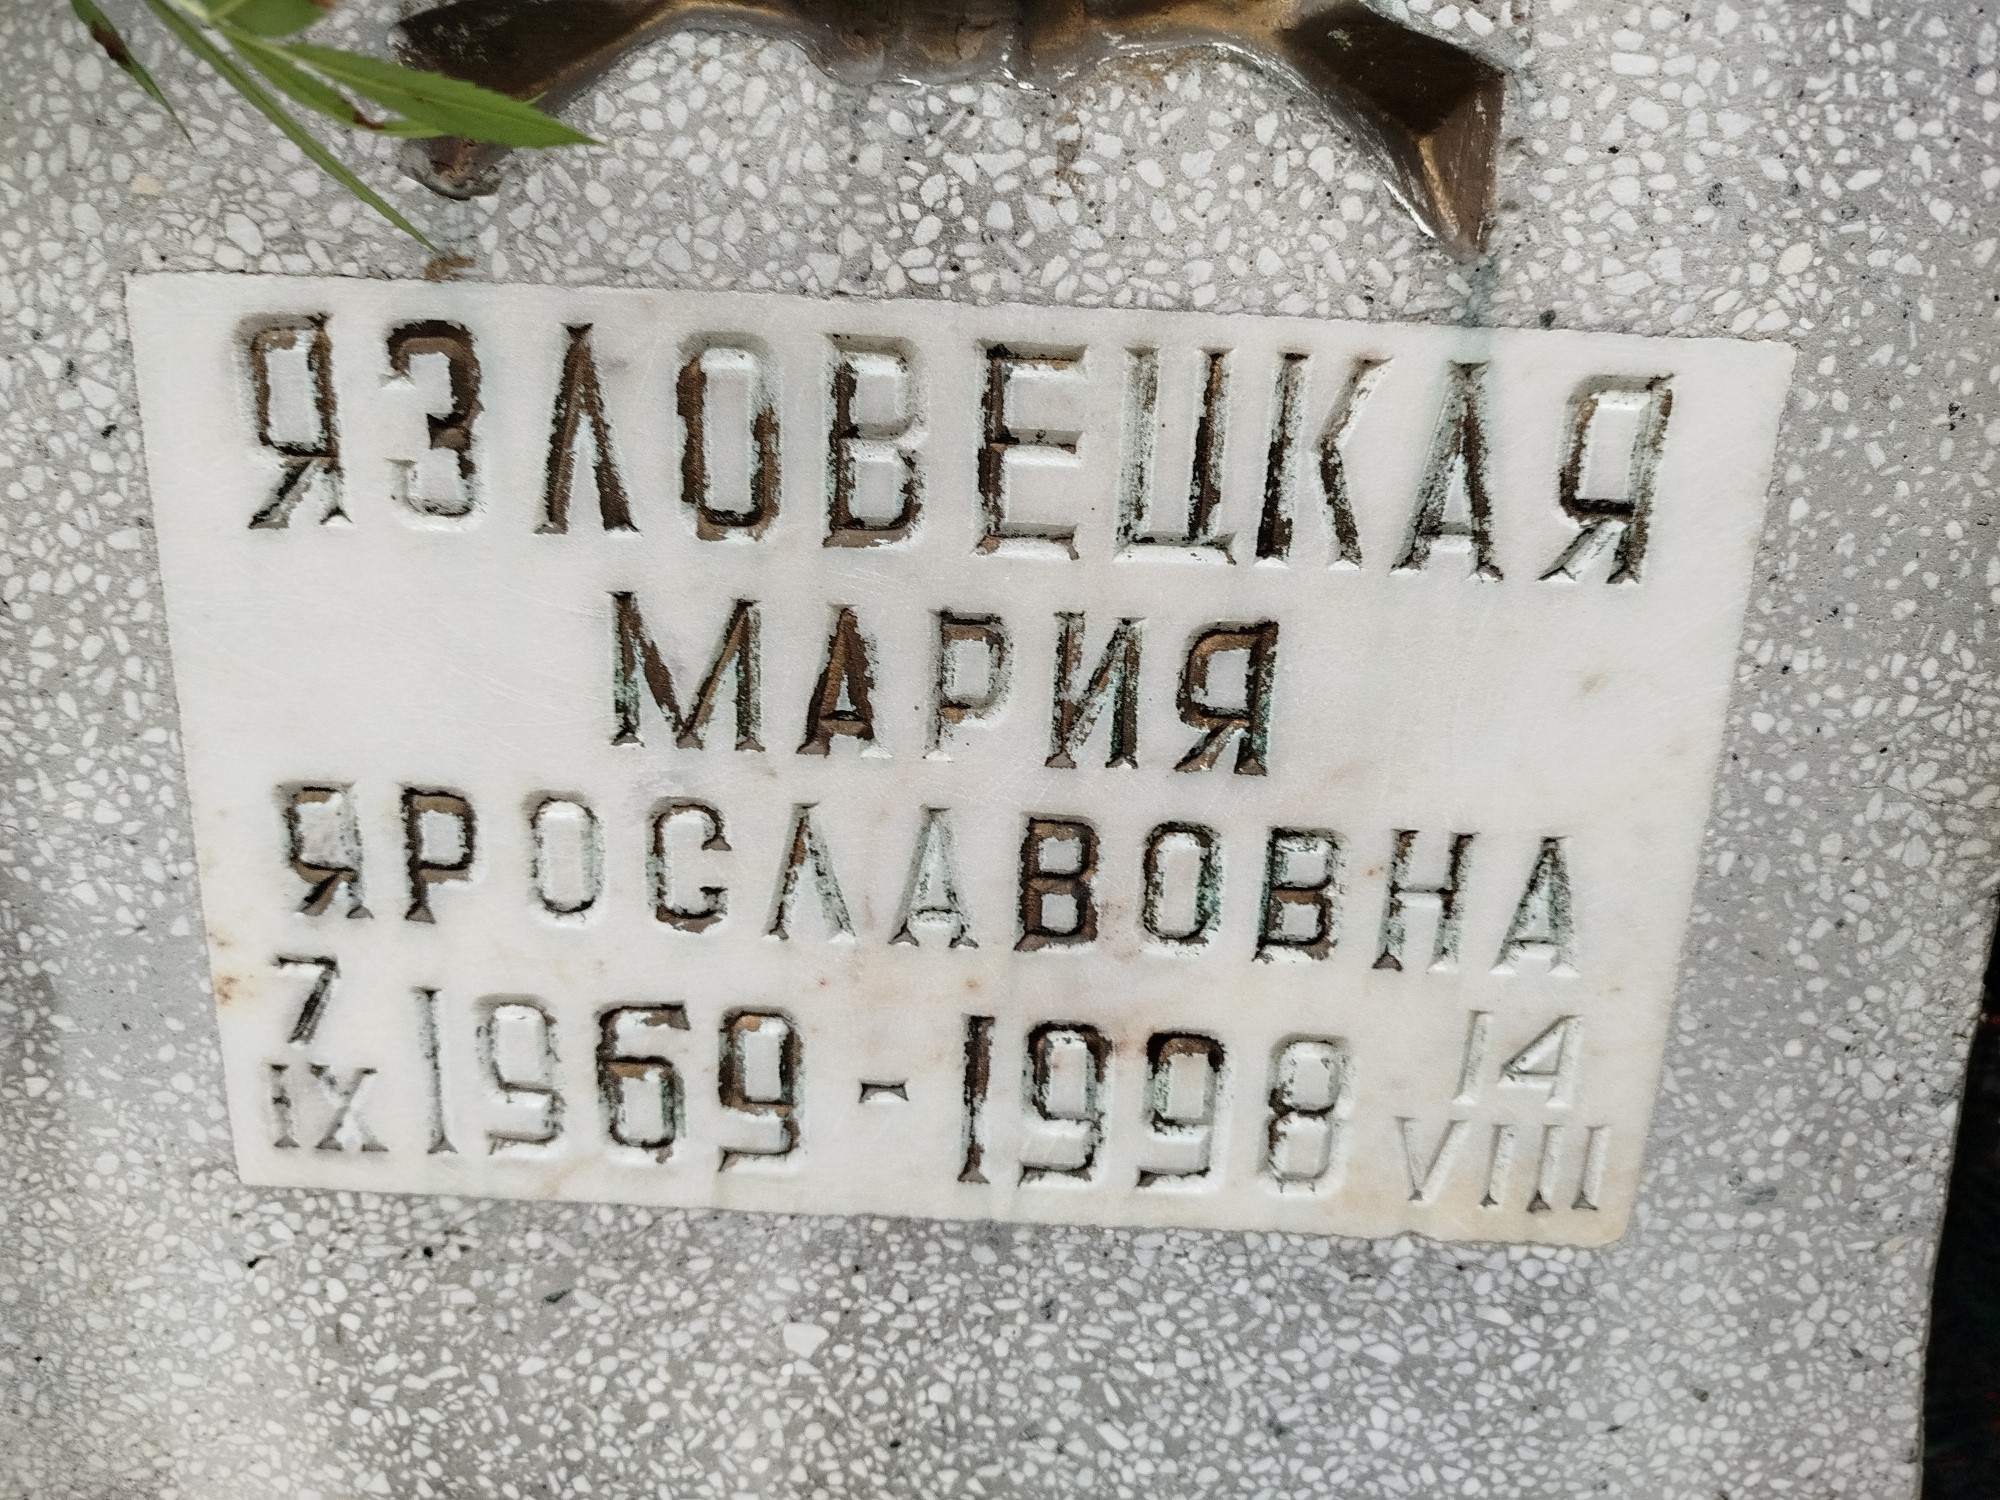 ЯЗЛОВЕЦКАЯ
МАРИЯ
ЯРОСЛАВОВНА
7 IX 1969 - 1998 14 VIII